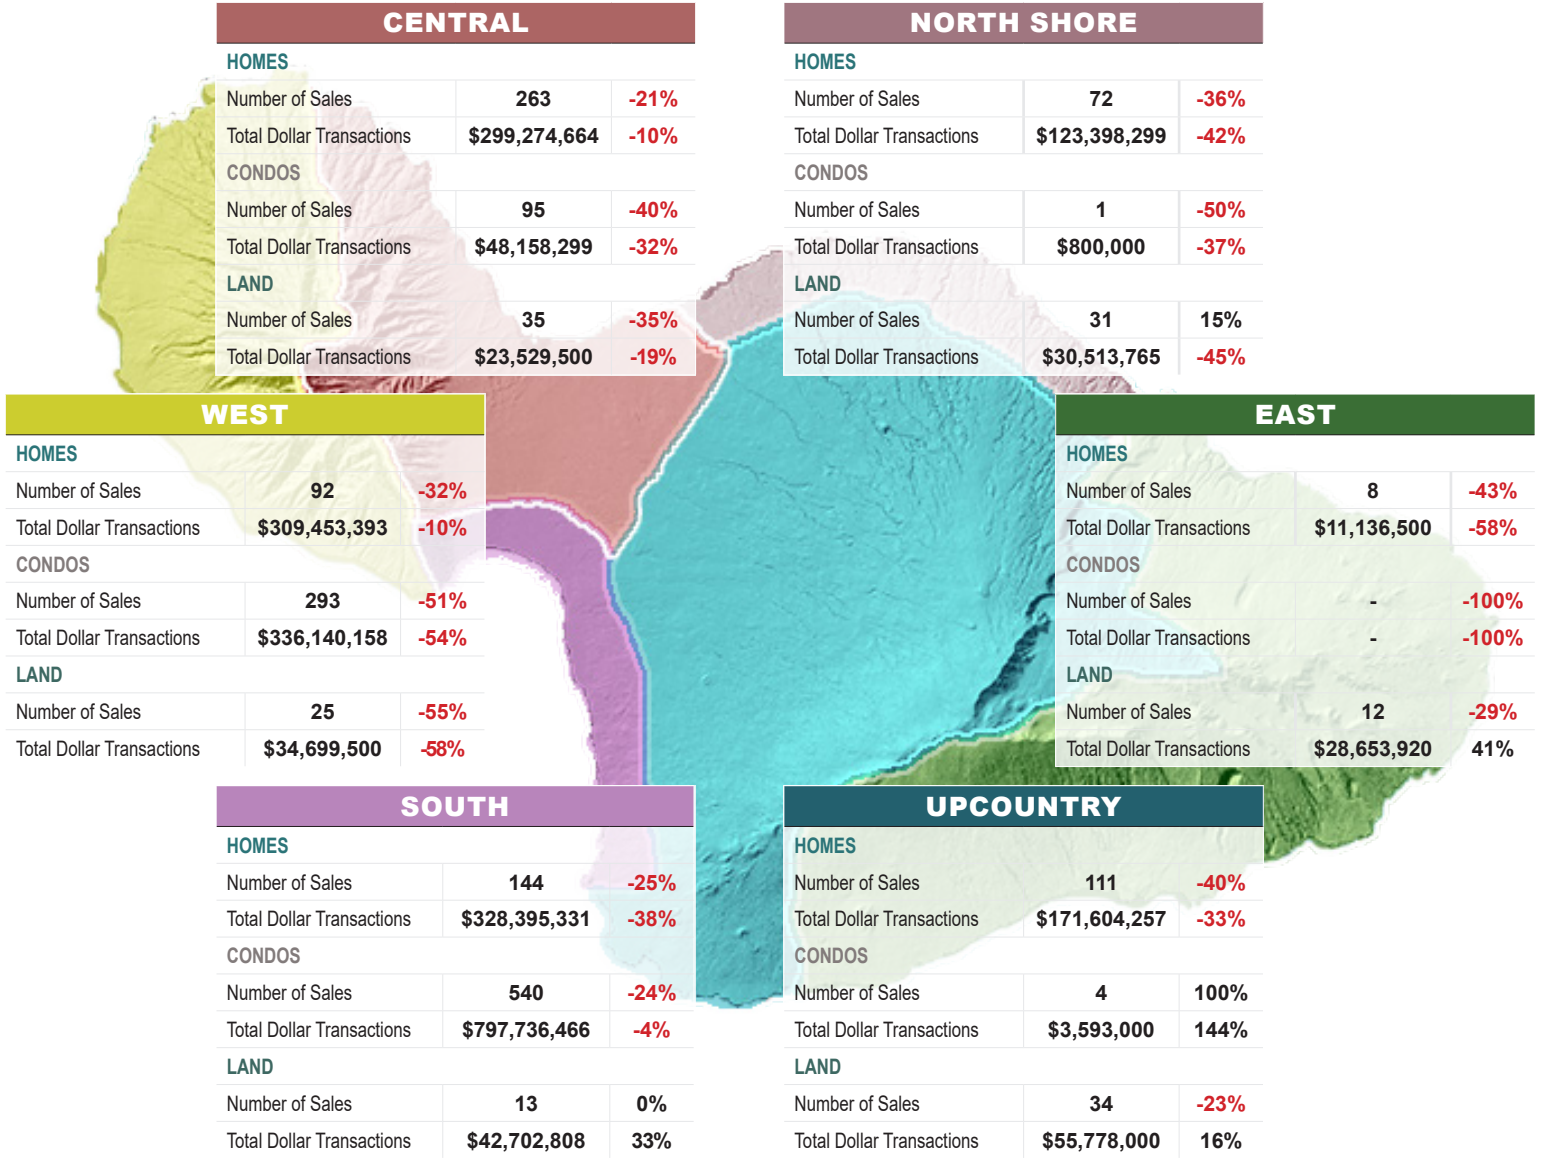 CENTRAL
HOMES
Number of Sales 263 -21%
Total Dollar Transactions $299,274,664 -10%
CONDOS
Number of Sales 95 -40%
Total Dollar Transactions $48,158,299 -32%
LAND
Number of Sales 35 -35%
Total Dollar Transactions $23,529,500 -19%
NORTH SHORE
HOMES
Number of Sales 72 -36%
Total Dollar Transactions $123,398,299 -42%
CONDOS
Number of Sales 1 -50%
Total Dollar Transactions $800,000 -37%
LAND
Number of Sales 31 15%
Total Dollar Transactions $30,513,765 -45%
WEST
HOMES
Number of Sales 92 -32%
Total Dollar Transactions $309,453,393 -10%
CONDOS
Number of Sales 293 -51%
Total Dollar Transactions $336,140,158 -54%
LAND
Number of Sales 25 -55%
Total Dollar Transactions $34,699,500 -58%
EAST
HOMES
Number of Sales 8 -43%
Total Dollar Transactions $11,136,500 -58%
CONDOS
Number of Sales - -100%
Total Dollar Transactions - -100%
LAND
Number of Sales 12 -29%
Total Dollar Transactions $28,653,920 41%
SOUTH
HOMES
Number of Sales 144 -25%
Total Dollar Transactions $328,395,331 -38%
CONDOS
Number of Sales 540 -24%
Total Dollar Transactions $797,736,466 -4%
LAND
Number of Sales 13 0%
Total Dollar Transactions $42,702,808 33%
UPCOUNTRY
HOMES
Number of Sales 111 -40%
Total Dollar Transactions $171,604,257 -33%
CONDOS
Number of Sales 4 100%
Total Dollar Transactions $3,593,000 144%
LAND
Number of Sales 34 -23%
Total Dollar Transactions $55,778,000 16%